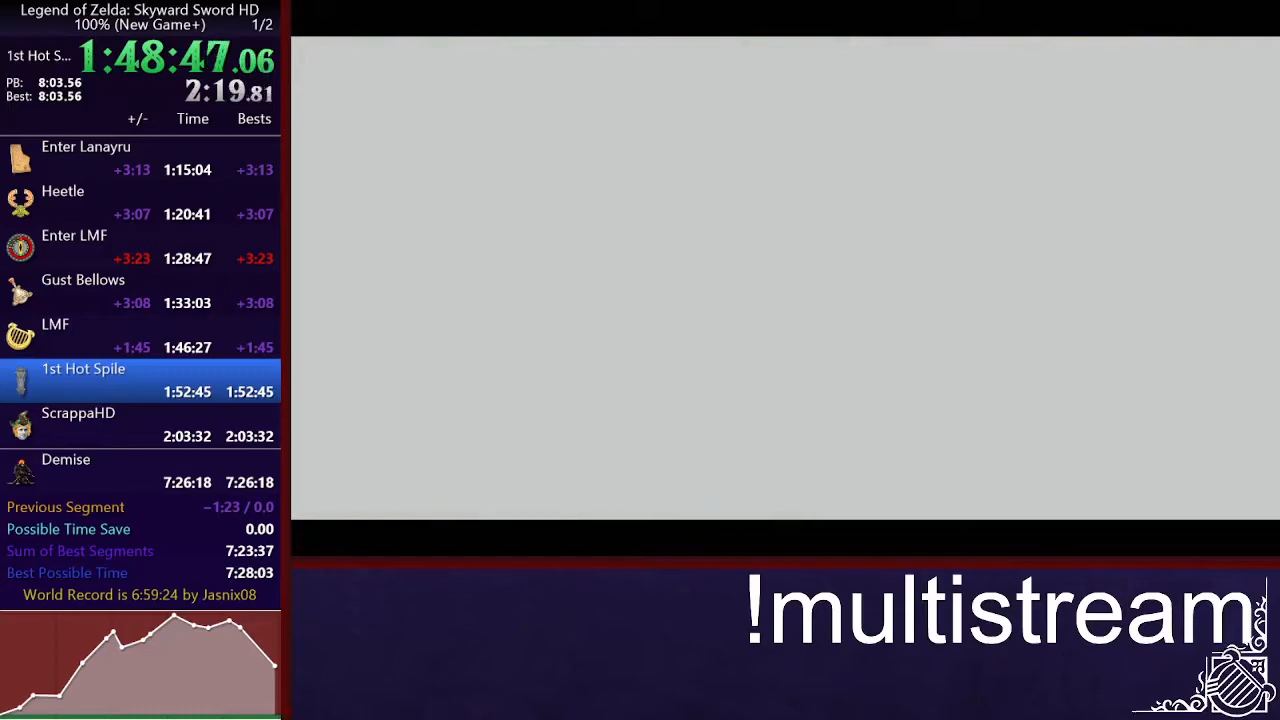 Legend of Zelda: Skyward Sword HD
100% (New Game+) 1/2
1st Hot S... 1:48:47.06
PB: 8:03.56
Best: 8:03.56
2:19.81
+/- Time Bests
Enter Lanayru
+3:13 1:15:04 +3:13
Heetle
+3:07 1:20:41 +3:07
Enter LMF
+3:23 1:28:47 +3:23
Gust Bellows
+3:08 1:33:03 +3:08
LMF
+1:45 1:46:27 +1:45
1st Hot Spile
1:52:45 1:52:45
ScrappaHD
2:03:32 2:03:32
Demise
7:26:18 7:26:18
Previous Segment −1:23 / 0.0
Possible Time Save 0.00
Sum of Best Segments 7:23:37
Best Possible Time 7:28:03
World Record is 6:59:24 by Jasnix08
!multistream